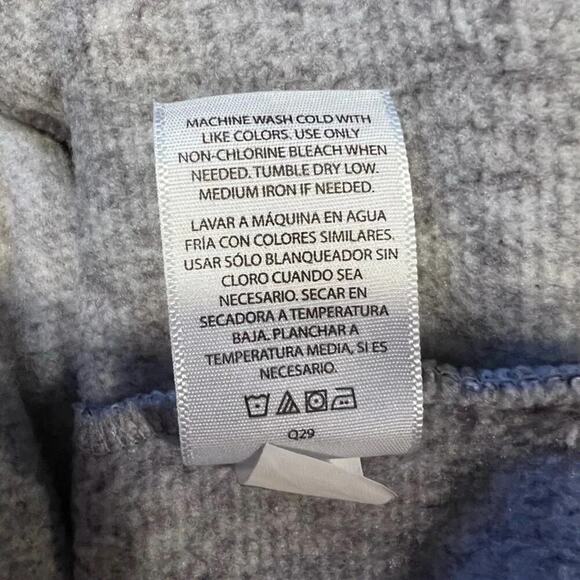 MACHINE WASH COLD WITH
LIKE COLORS. USE ONLY
NON-CHLORINE BLEACH WHEN
NEEDED. TUMBLE DRY LOW.
MEDIUM IRON IF NEEDED.
LAVAR A MÁQUINA EN AGUA
FRÍA CON COLORES SIMILARES.
USAR SÓLO BLANQUEADOR SIN
CLORO CUANDO SEA
NECESARIO. SECAR EN
SECADORA A TEMPERATURA
BAJA. PLANCHAR A
TEMPERATURA MEDIA, SI ES
NECESARIO.
Q29